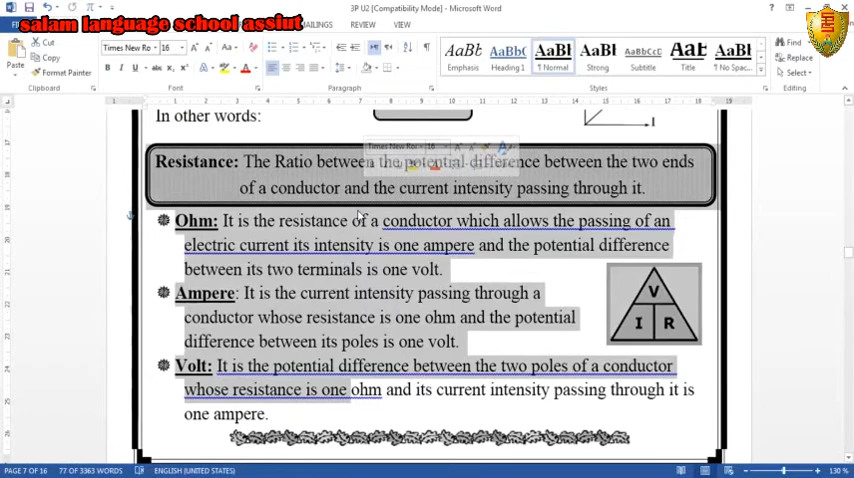 3P U2 [Compatibility Mode] - Word
salam language school assiut
MAILINGS REVIEW VIEW
Cut
Copy
Format Painter
Paste
Times New Ro 16
Find
Replace
Select
Emphasis Heading 1 ¶ Normal Strong Subtitle Title ¶ No Spac...
Clipboard Font Paragraph Styles Editing
In other words:
I
Resistance: The Ratio between the potential difference between the two ends
of a conductor and the current intensity passing through it.
Ohm: It is the resistance of a conductor which allows the passing of an
electric current its intensity is one ampere and the potential difference
between its two terminals is one volt.
Ampere: It is the current intensity passing through a
conductor whose resistance is one ohm and the potential
difference between its poles is one volt.
V
I R
Volt: It is the potential difference between the two poles of a conductor
whose resistance is one ohm and its current intensity passing through it is
one ampere.
PAGE 7 OF 16 77 OF 3363 WORDS ENGLISH (UNITED STATES) 130 %